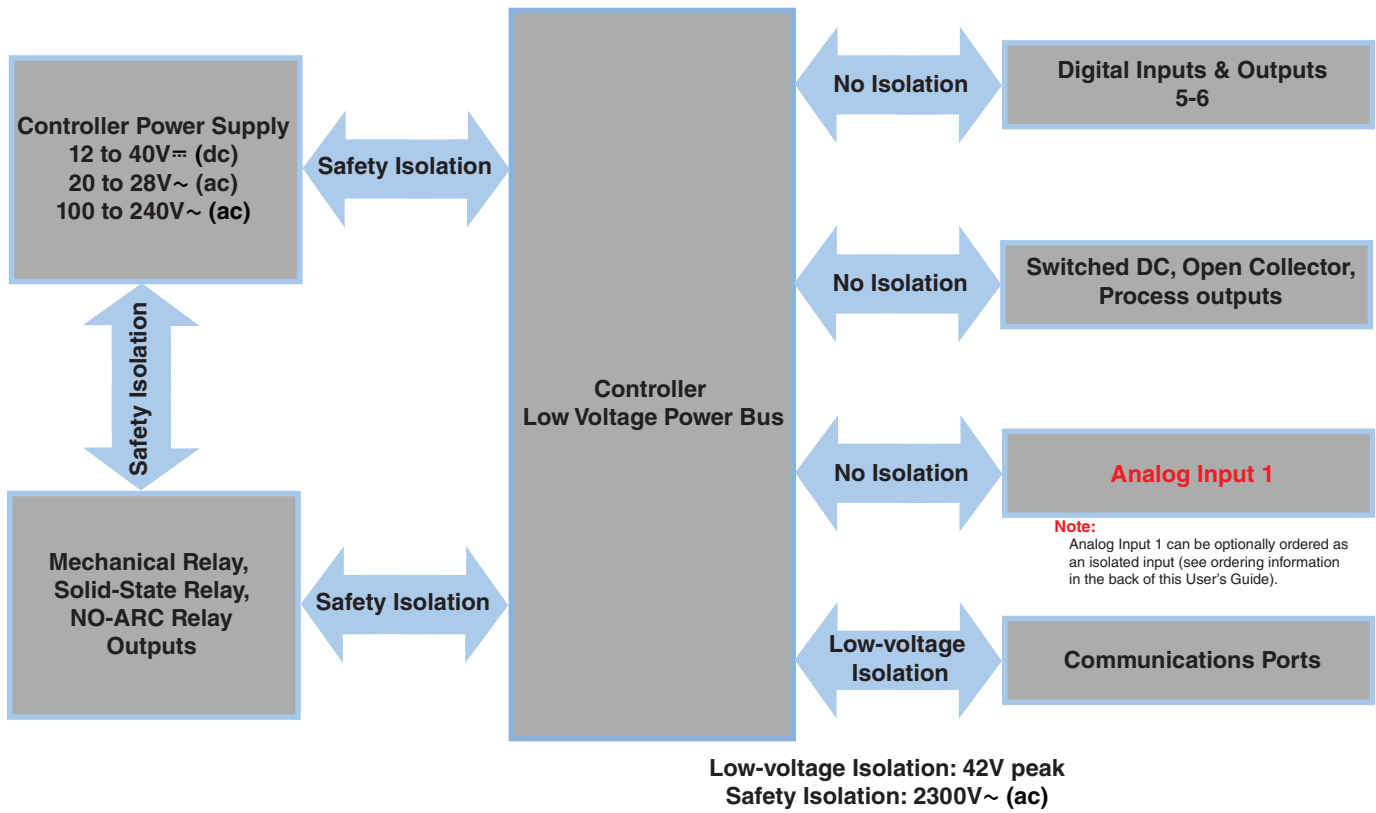 Controller Power Supply
12 to 40V⎓ (dc)
20 to 28V~ (ac)
100 to 240V~ (ac)
Safety Isolation
Safety Isolation
Mechanical Relay,
Solid-State Relay,
NO-ARC Relay
Outputs
Safety Isolation
Controller
Low Voltage Power Bus
No Isolation
Digital Inputs & Outputs
5-6
No Isolation
Switched DC, Open Collector,
Process outputs
No Isolation
Analog Input 1
Note:
Analog Input 1 can be optionally ordered as
an isolated input (see ordering information
in the back of this User's Guide).
Low-voltage
Isolation
Communications Ports
Low-voltage Isolation: 42V peak
Safety Isolation: 2300V~ (ac)